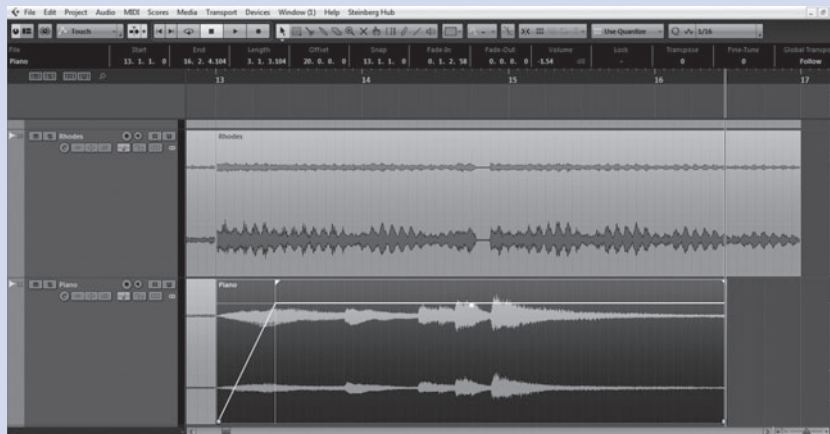 File Edit Project Audio MIDI Scores Media Transport Devices Window (1) Help Steinberg Hub
Touch Use Quantize 1/16
File Start End Length Offset Snap Fade-In Fade-Out Volume Lock Transpose Fine-Tune Global Transpo
Piano 13. 1. 1. 0 16. 2. 4.104 3. 1. 3.104 20. 0. 0. 0 13. 1. 1. 0 0. 1. 2. 58 0. 0. 0. 0 -1.54 dB - 0 0 Follow
13 14 15 16 17
Rhodes Rhodes
Piano Piano